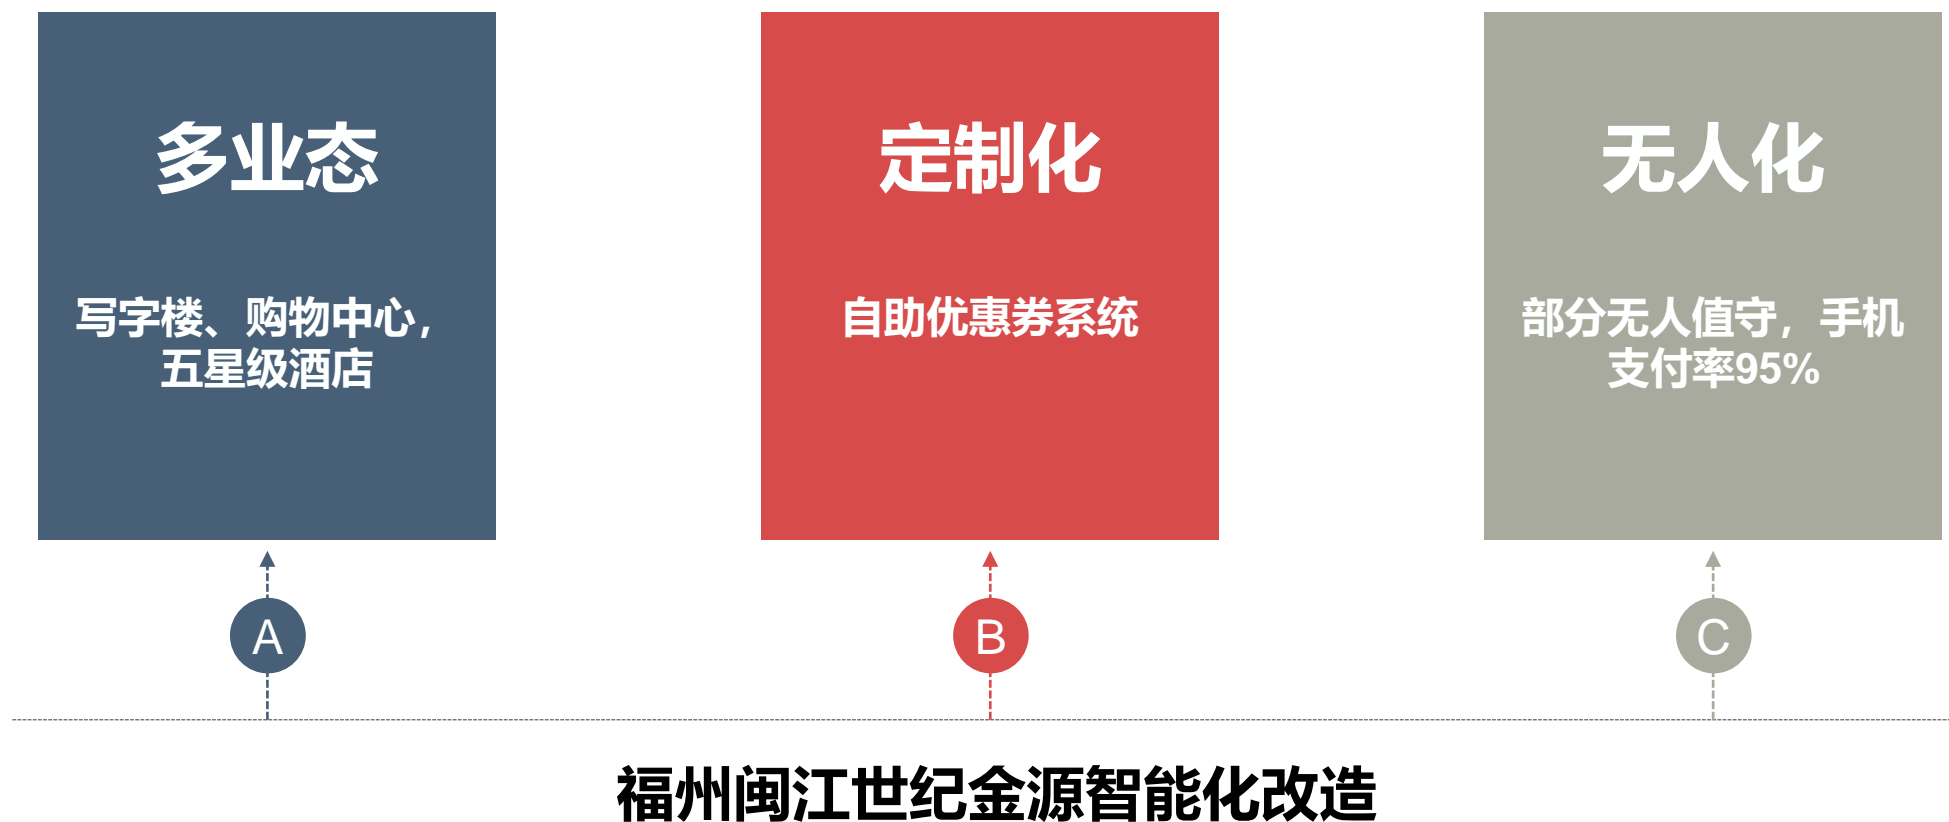 多业态
写字楼、购物中心，
五星级酒店
A
定制化
自助优惠券系统
B
无人化
部分无人值守，手机
支付率95%
C
福州闽江世纪金源智能化改造